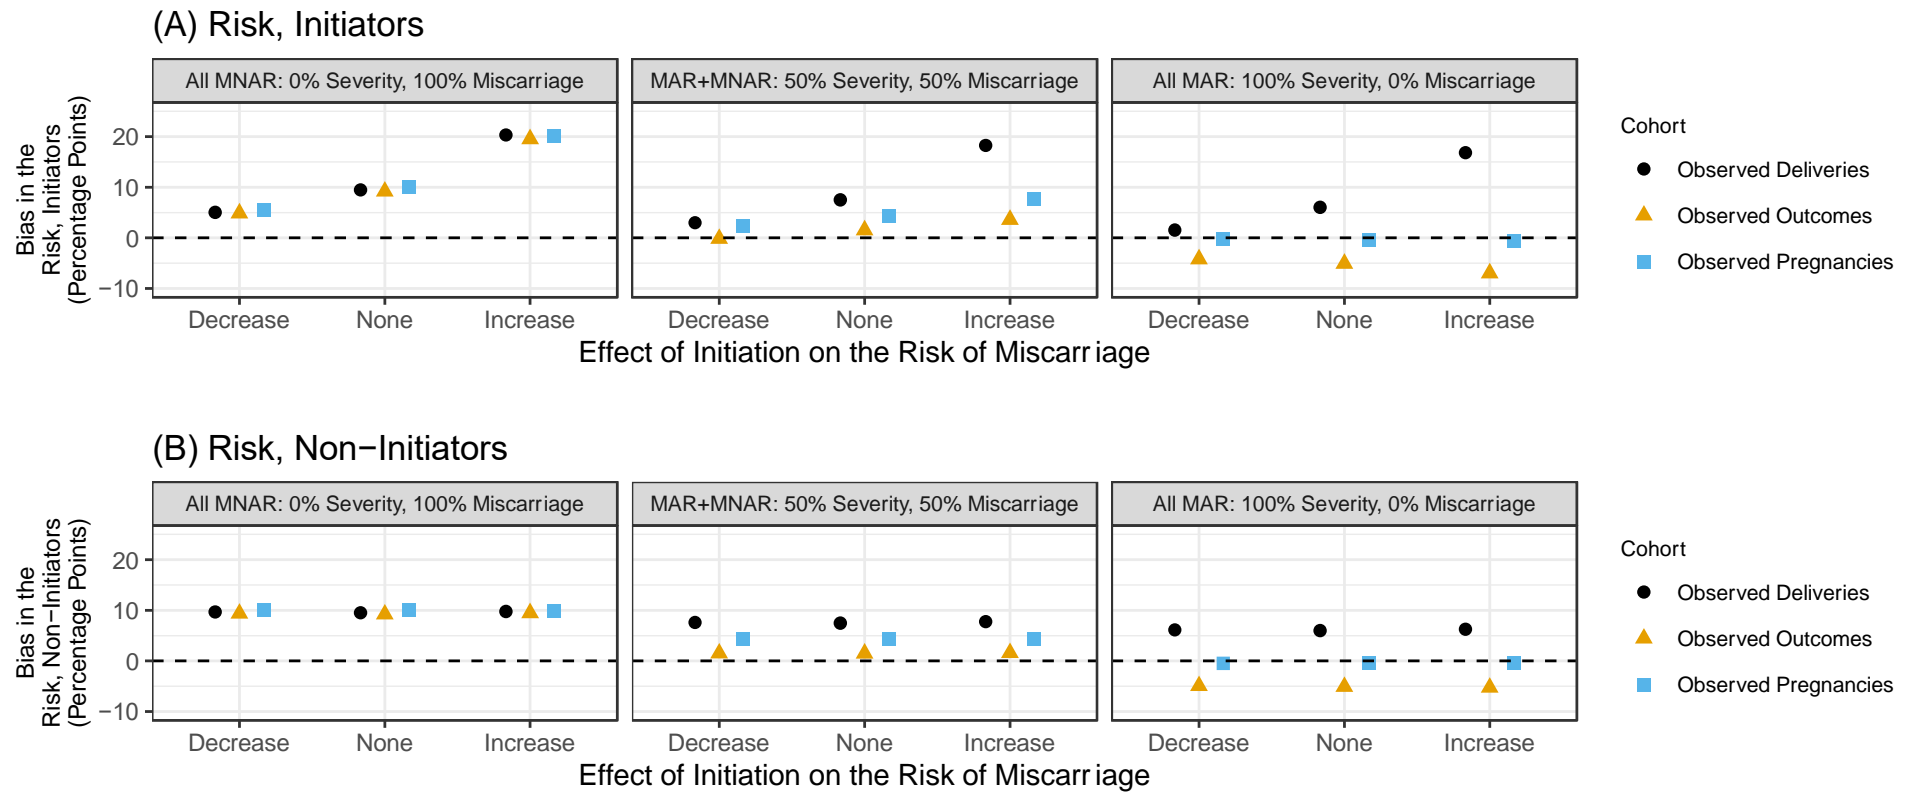 (A) Risk, Initiators
All MNAR: 0% Severity, 100% Miscarriage
MAR+MNAR: 50% Severity, 50% Miscarriage
All MAR: 100% Severity, 0% Miscarriage
Bias in the
Risk, Initiators
(Percentage Points)
20
10
0
−10
Decrease None Increase
Decrease None Increase
Decrease None Increase
Effect of Initiation on the Risk of Miscarriage
Cohort
Observed Deliveries
Observed Outcomes
Observed Pregnancies
(B) Risk, Non−Initiators
All MNAR: 0% Severity, 100% Miscarriage
MAR+MNAR: 50% Severity, 50% Miscarriage
All MAR: 100% Severity, 0% Miscarriage
Bias in the
Risk, Non−Initiators
(Percentage Points)
20
10
0
−10
Decrease None Increase
Decrease None Increase
Decrease None Increase
Effect of Initiation on the Risk of Miscarriage
Cohort
Observed Deliveries
Observed Outcomes
Observed Pregnancies